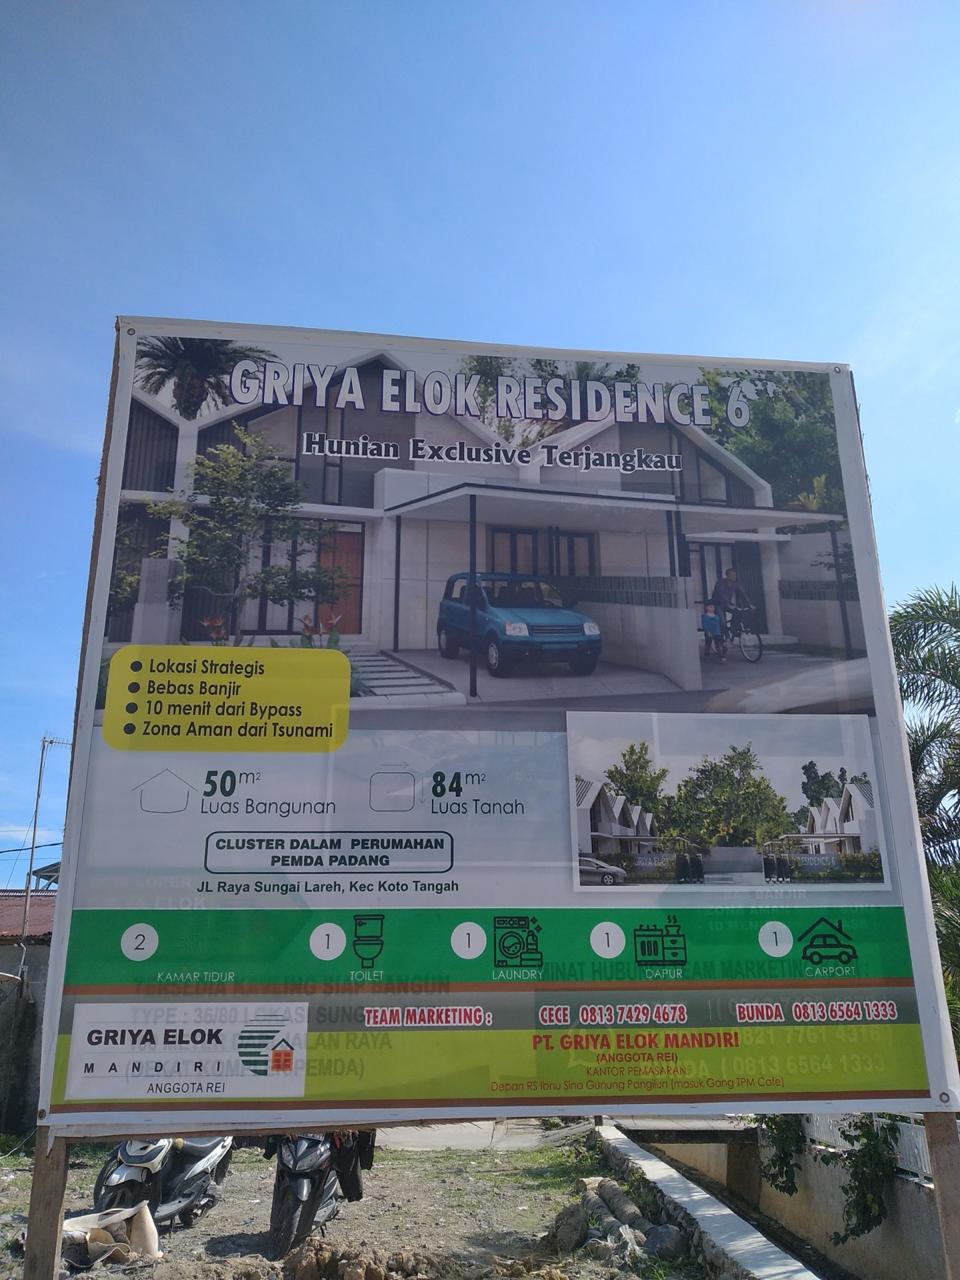 GRIYA ELOK RESIDENCE 6
Hunian Exclusive Terjangkau
Lokasi Strategis
Bebas Banjir
10 menit dari Bypass
Zona Aman dari Tsunami
50 m²
Luas Bangunan
84 m²
Luas Tanah
CLUSTER DALAM PERUMAHAN
PEMDA PADANG
JL Raya Sungai Lareh, Kec Koto Tangah
2
KAMAR TIDUR
1
TOILET
1
LAUNDRY
1
DAPUR
1
CARPORT
GRIYA ELOK
MANDIRI
ANGGOTA REI
TEAM MARKETING : CECE 0813 7429 4678 BUNDA 0813 6564 1333
PT. GRIYA ELOK MANDIRI
(ANGGOTA REI)
KANTOR PEMASARAN
Depan RS Ibnu Sina Gunung Pangilun (masuk Gang TPM Cafe)